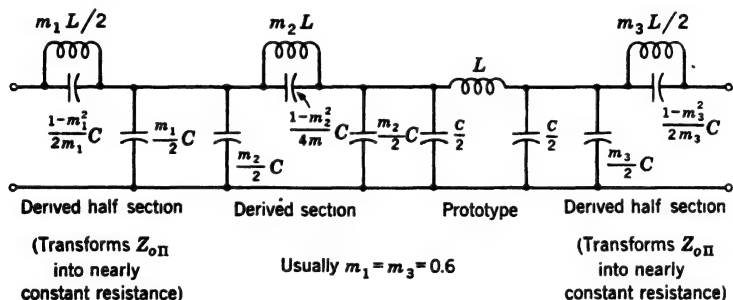 m₁L/2
m₂L
L
m₃L/2
1-m₁²/2m₁ C
m₁/2 C
m₂/2 C
1-m₂²/4m C
m₂/2 C
C/2
C/2
m₃/2 C
1-m₃²/2m₃ C
Derived half section
Derived section
Prototype
Derived half section
(Transforms Z₀Π
into nearly
constant resistance)
Usually m₁=m₃=0.6
(Transforms Z₀Π
into nearly
constant resistance)